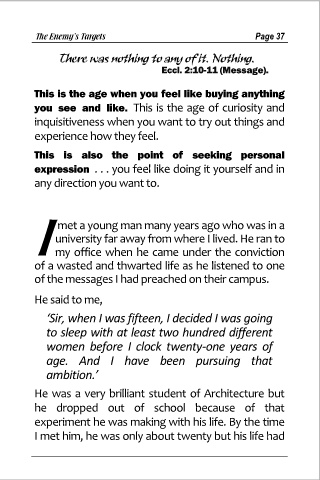 The Enemy's Targets Page 37
There was nothing to any of it. Nothing.
Eccl. 2:10-11 (Message).
This is the age when you feel like buying anything
you see and like. This is the age of curiosity and
inquisitiveness when you want to try out things and
experience how they feel.
This is also the point of seeking personal
expression . . . you feel like doing it yourself and in
any direction you want to.
I met a young man many years ago who was in a
university far away from where I lived. He ran to
my office when he came under the conviction
of a wasted and thwarted life as he listened to one
of the messages I had preached on their campus.
He said to me,
‘Sir, when I was fifteen, I decided I was going
to sleep with at least two hundred different
women before I clock twenty-one years of
age. And I have been pursuing that
ambition.’
He was a very brilliant student of Architecture but
he dropped out of school because of that
experiment he was making with his life. By the time
I met him, he was only about twenty but his life had